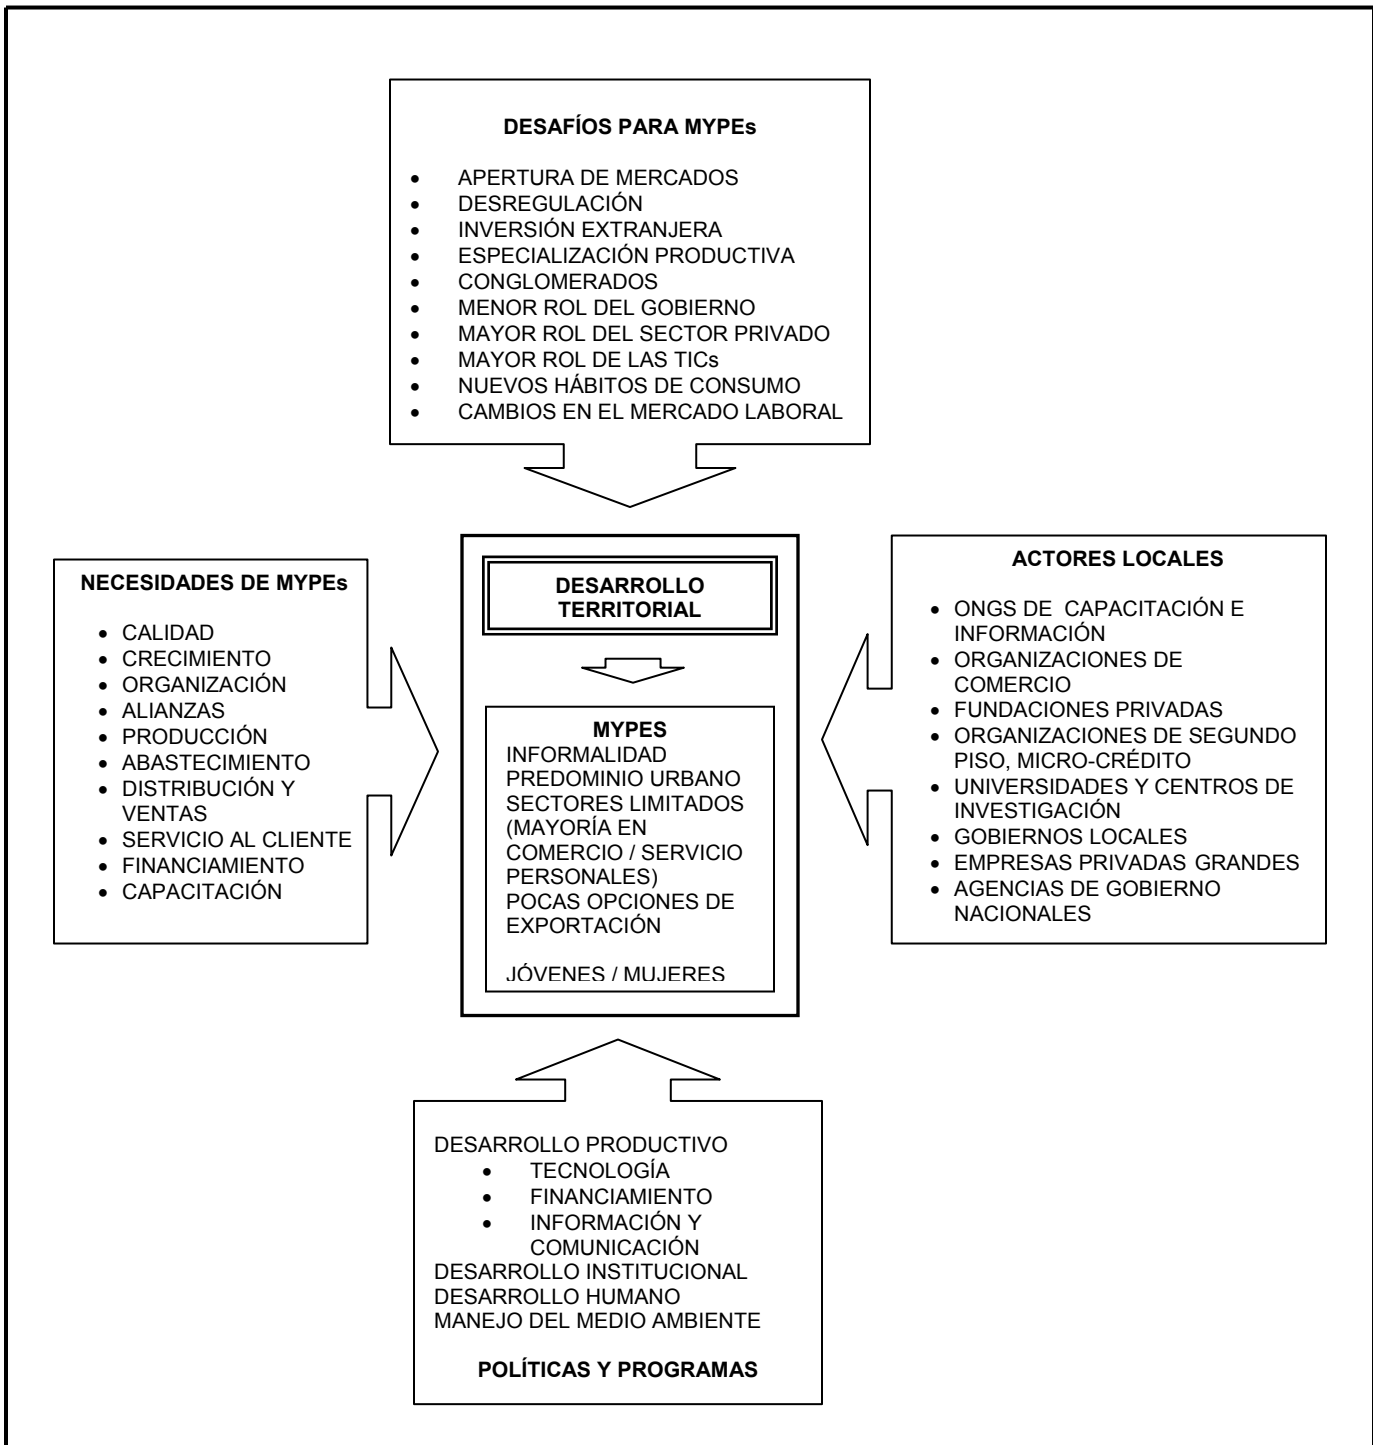 DESAFÍOS PARA MYPEs
• APERTURA DE MERCADOS
• DESREGULACIÓN
• INVERSIÓN EXTRANJERA
• ESPECIALIZACIÓN PRODUCTIVA
• CONGLOMERADOS
• MENOR ROL DEL GOBIERNO
• MAYOR ROL DEL SECTOR PRIVADO
• MAYOR ROL DE LAS TICs
• NUEVOS HÁBITOS DE CONSUMO
• CAMBIOS EN EL MERCADO LABORAL
NECESIDADES DE MYPEs
• CALIDAD
• CRECIMIENTO
• ORGANIZACIÓN
• ALIANZAS
• PRODUCCIÓN
• ABASTECIMIENTO
• DISTRIBUCIÓN Y
VENTAS
• SERVICIO AL CLIENTE
• FINANCIAMIENTO
• CAPACITACIÓN
DESARROLLO
TERRITORIAL
MYPES
INFORMALIDAD
PREDOMINIO URBANO
SECTORES LIMITADOS
(MAYORÍA EN
COMERCIO / SERVICIO
PERSONALES)
POCAS OPCIONES DE
EXPORTACIÓN
JÓVENES / MUJERES
ACTORES LOCALES
• ONGS DE CAPACITACIÓN E
INFORMACIÓN
• ORGANIZACIONES DE
COMERCIO
• FUNDACIONES PRIVADAS
• ORGANIZACIONES DE SEGUNDO
PISO, MICRO-CRÉDITO
• UNIVERSIDADES Y CENTROS DE
INVESTIGACIÓN
• GOBIERNOS LOCALES
• EMPRESAS PRIVADAS GRANDES
• AGENCIAS DE GOBIERNO
NACIONALES
DESARROLLO PRODUCTIVO
• TECNOLOGÍA
• FINANCIAMIENTO
• INFORMACIÓN Y
COMUNICACIÓN
DESARROLLO INSTITUCIONAL
DESARROLLO HUMANO
MANEJO DEL MEDIO AMBIENTE
POLÍTICAS Y PROGRAMAS